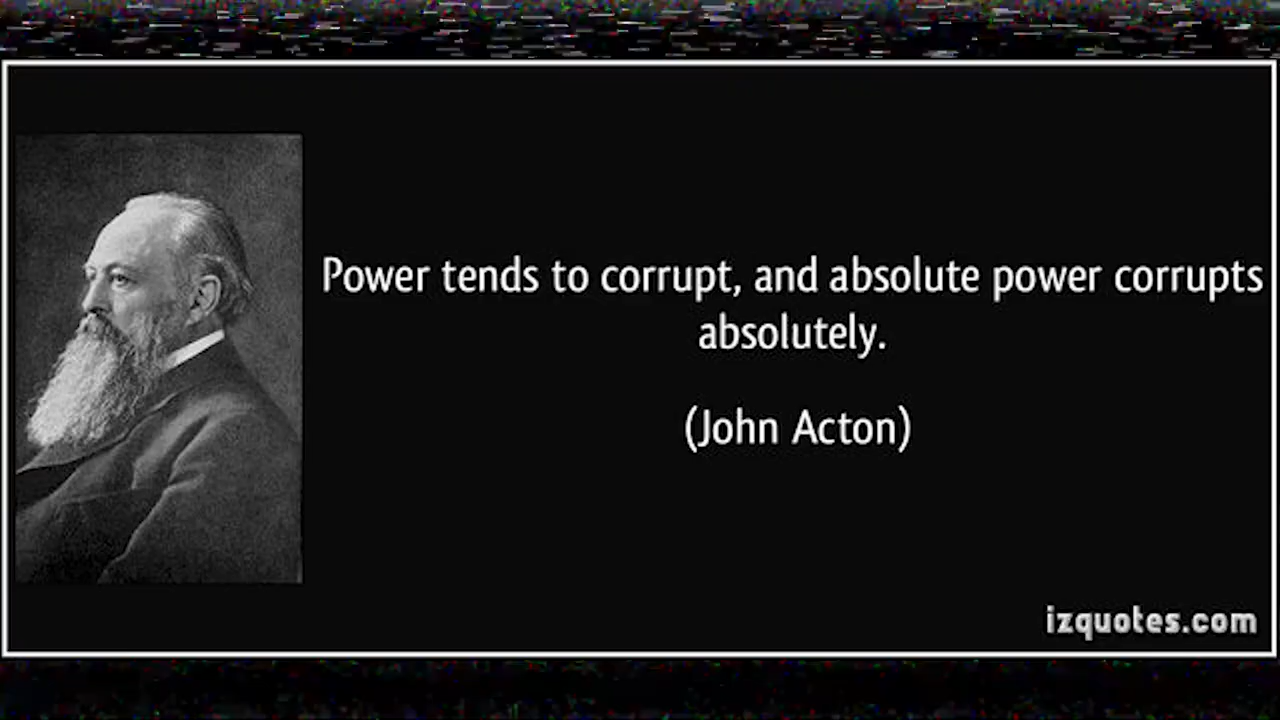 Power tends to corrupt, and absolute power corrupts
absolutely.
(John Acton)
izquotes.com